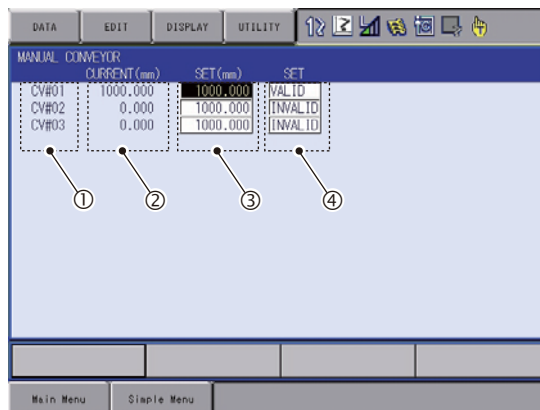 DATA EDIT DISPLAY UTILITY
MANUAL CONVEYOR
CURRENT(mm) SET(mm) SET
CV#01 1000.000 1000.000 VALID
CV#02 0.000 1000.000 INVALID
CV#03 0.000 1000.000 INVALID
① ② ③ ④
Main Menu Simple Menu